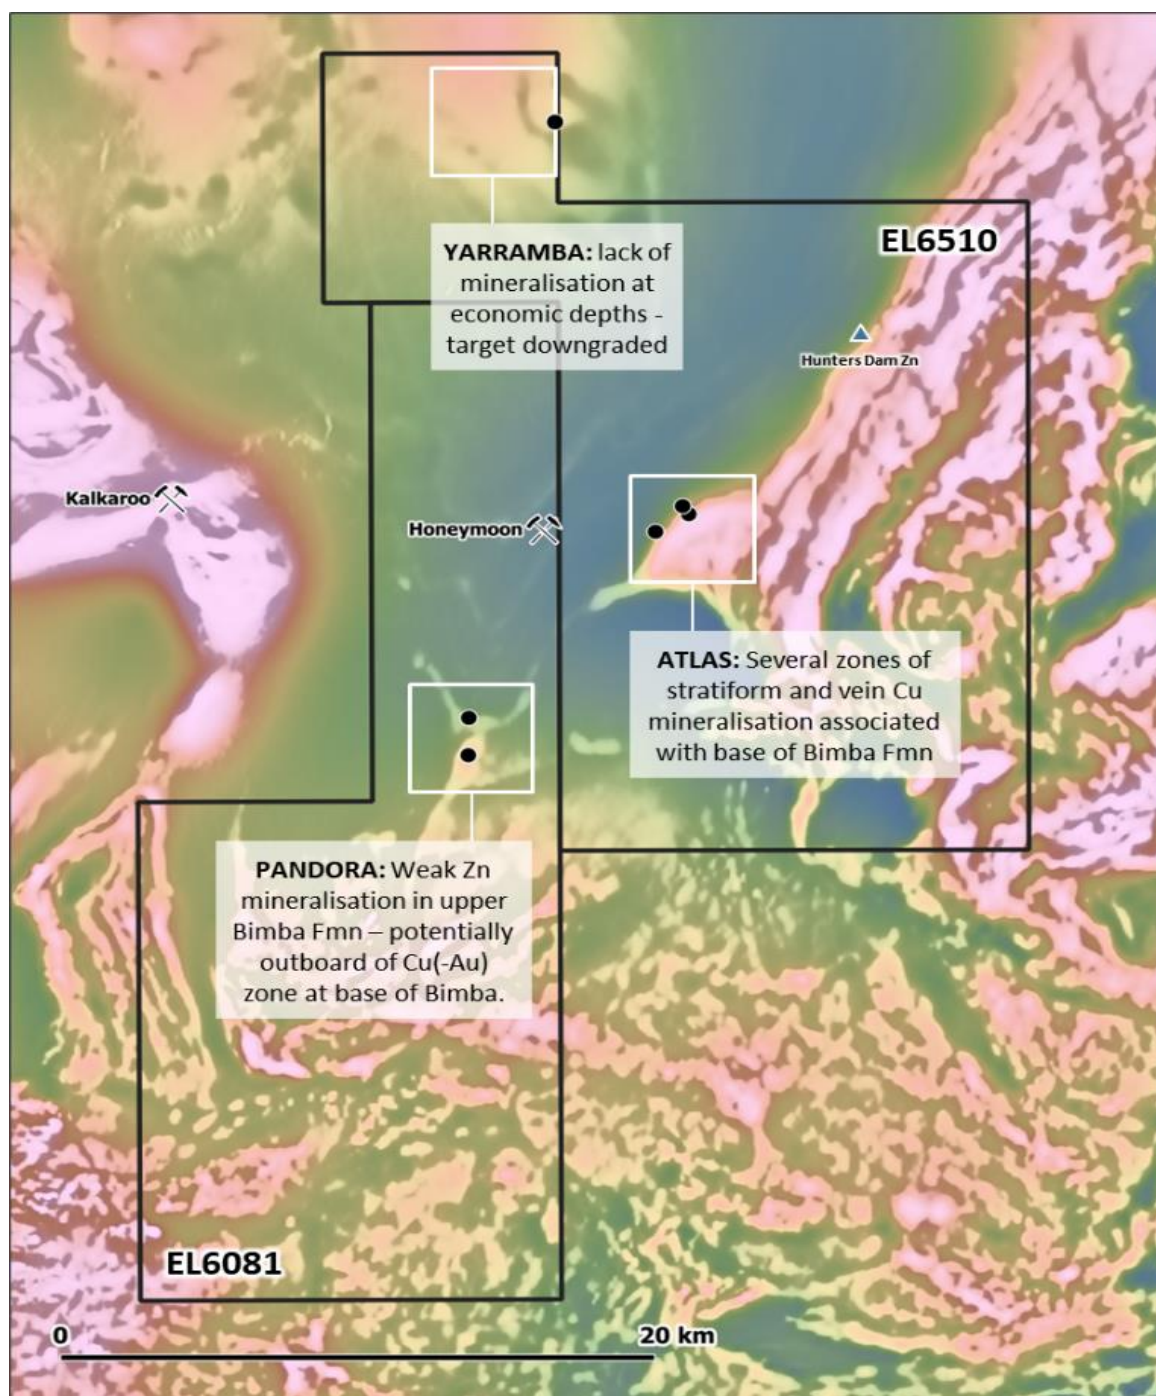 YARRAMBA: lack of
mineralisation at
economic depths -
target downgraded
EL6510
Hunters Dam Zn
Kalkaroo
Honeymoon
ATLAS: Several zones of
stratiform and vein Cu
mineralisation associated
with base of Bimba Fmn
PANDORA: Weak Zn
mineralisation in upper
Bimba Fmn – potentially
outboard of Cu(-Au)
zone at base of Bimba.
EL6081
0
20 km